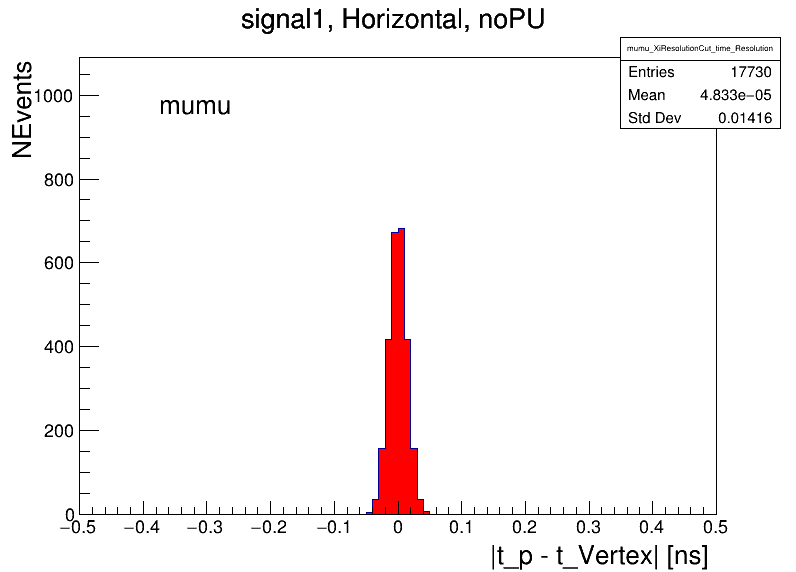 signal1, Horizontal, noPU
mumu_XiResolutionCut_time_Resolution
Entries 17730
Mean 4.833e−05
Std Dev 0.01416
NEvents
mumu
1000
800
600
400
200
0
−0.5 −0.4 −0.3 −0.2 −0.1 0 0.1 0.2 0.3 0.4 0.5
|t_p - t_Vertex| [ns]